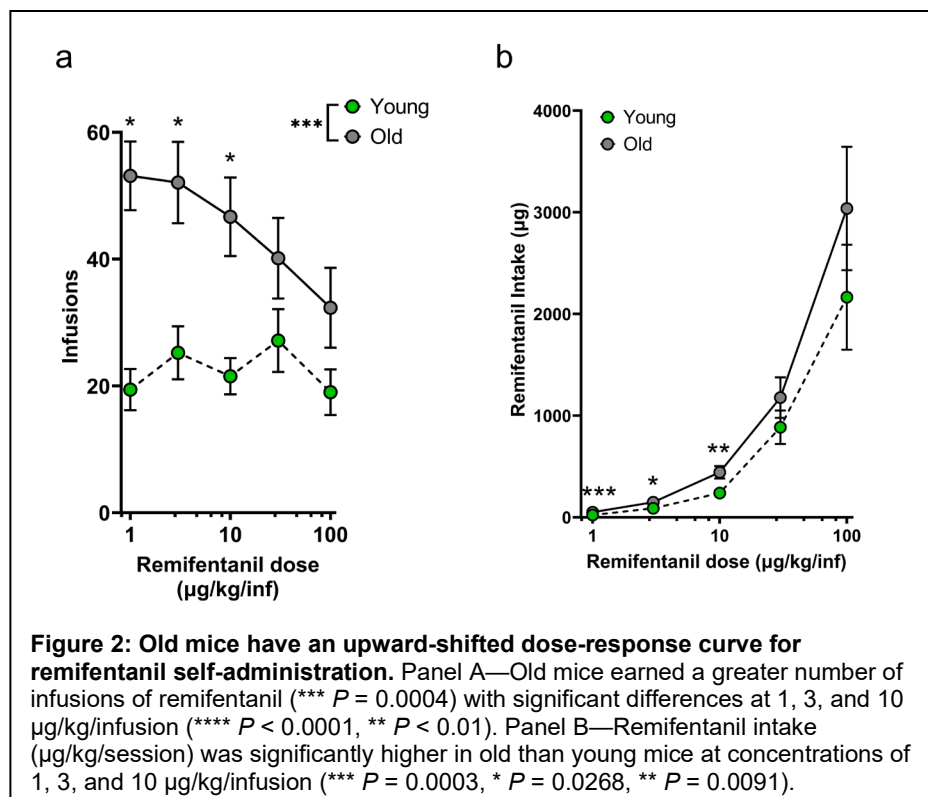 a
* * *
*** Young
Old
60
40
20
0
Infusions
1 10 100
Remifentanil dose
(µg/kg/inf)
b
Young
Old
4000
3000
2000
1000
0
Remifentanil Intake (µg)
*** * **
1 10 100
Remifentanil dose (µg/kg/inf)
Figure 2: Old mice have an upward-shifted dose-response curve for
remifentanil self-administration. Panel A—Old mice earned a greater number of
infusions of remifentanil (*** P = 0.0004) with significant differences at 1, 3, and 10
µg/kg/infusion (**** P < 0.0001, ** P < 0.01). Panel B—Remifentanil intake
(µg/kg/session) was significantly higher in old than young mice at concentrations of
1, 3, and 10 µg/kg/infusion (*** P = 0.0003, * P = 0.0268, ** P = 0.0091).